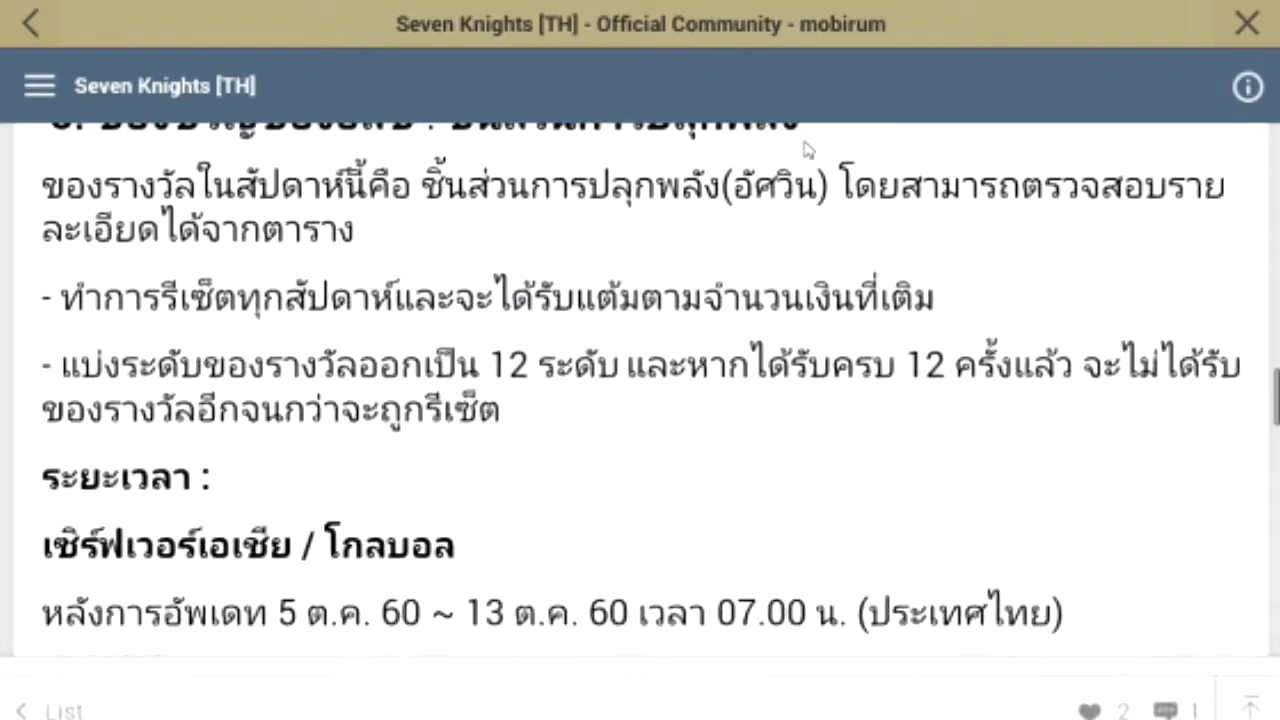 Seven Knights [TH] - Official Community - mobirum
Seven Knights [TH]
ของรางวัลในสัปดาห์นี้คือ ชิ้นส่วนการปลุกพลัง(อัศวิน) โดยสามารถตรวจสอบราย
ละเอียดได้จากตาราง
- ทำการรีเซ็ตทุกสัปดาห์และจะได้รับแต้มตามจำนวนเงินที่เติม
- แบ่งระดับของรางวัลออกเป็น 12 ระดับ และหากได้รับครบ 12 ครั้งแล้ว จะไม่ได้รับ
ของรางวัลอีกจนกว่าจะถูกรีเซ็ต
ระยะเวลา :
เซิร์ฟเวอร์เอเชีย / โกลบอล
หลังการอัพเดท 5 ต.ค. 60 ~ 13 ต.ค. 60 เวลา 07.00 น. (ประเทศไทย)
List
2
1